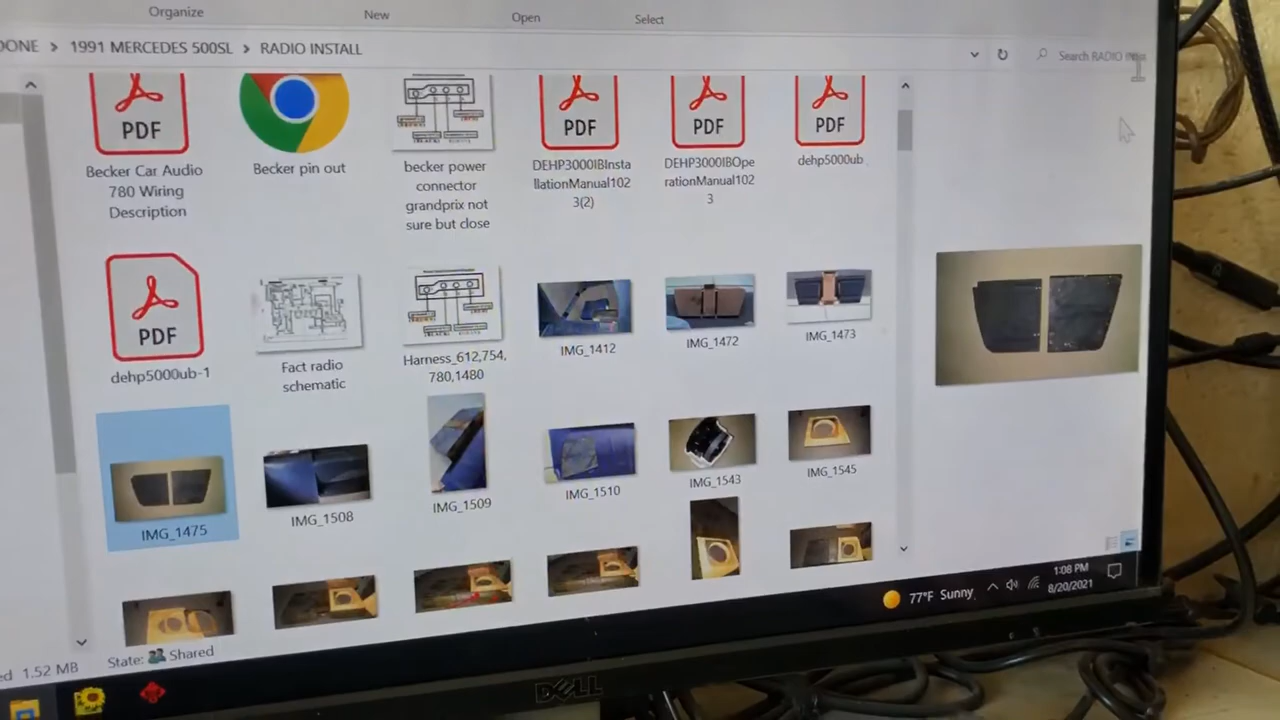 Organize New Open Select
DONE > 1991 MERCEDES 500SL > RADIO INSTALL
Search RADIO
PDF
PDF
PDF
PDF
Becker Car Audio
780 Wiring
Description
Becker pin out
becker power
connector
grandprix not
sure but close
DEHP3000IBInsta
llationManual102
3(2)
DEHP3000IBOpe
rationManual102
3
dehp5000ub
PDF
dehp5000ub-1
Fact radio
schematic
Harness_612,754,
780,1480
IMG_1412
IMG_1472
IMG_1473
IMG_1475
IMG_1508
IMG_1509
IMG_1510
IMG_1543
IMG_1545
1.52 MB
State: Shared
77°F Sunny
1:08 PM
8/20/2021
DELL